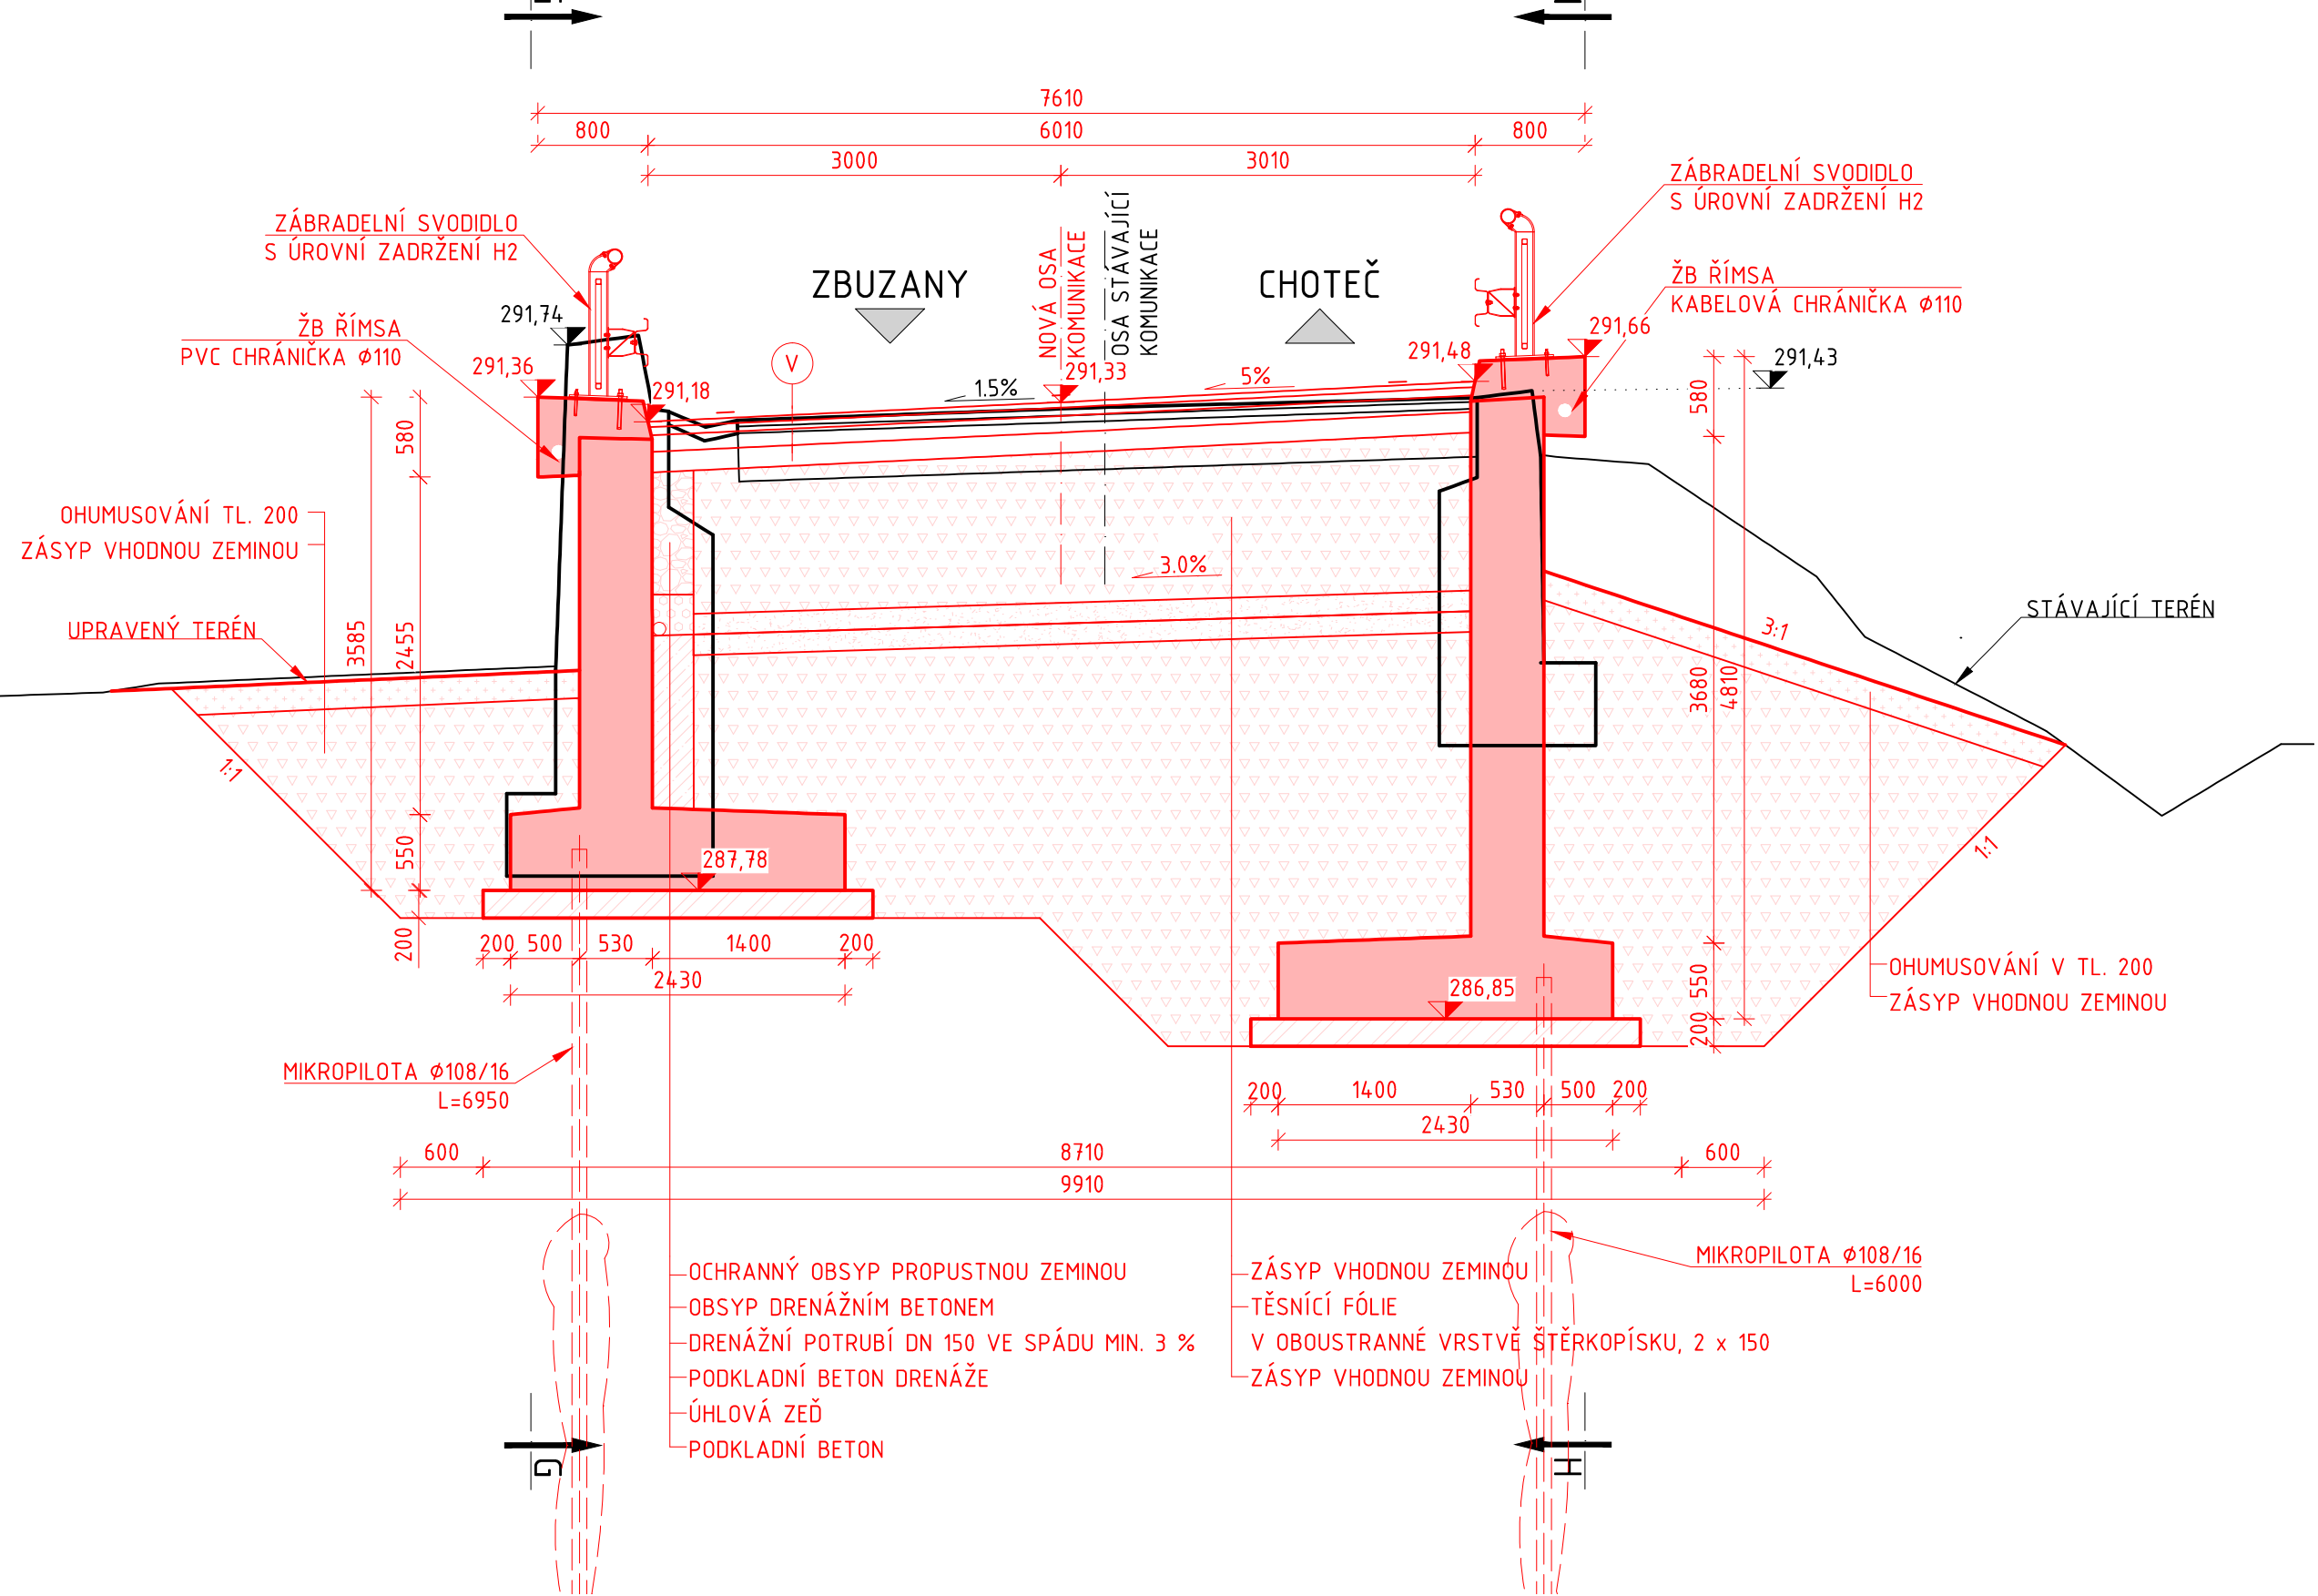 7610
800
6010
800
3000
3010
ZÁBRADELNÍ SVODIDLO
S ÚROVNÍ ZADRŽENÍ H2
ZÁBRADELNÍ SVODIDLO
S ÚROVNÍ ZADRŽENÍ H2
NOVÁ OSA
KOMUNIKACE
OSA STÁVAJÍCÍ
KOMUNIKACE
ZBUZANY
CHOTEČ
ŽB ŘÍMSA
KABELOVÁ CHRÁNIČKA Ø110
291,74
ŽB ŘÍMSA
PVC CHRÁNIČKA Ø110
291,66
291,43
291,36
291,18
V
1.5%
291,33
5%
291,48
580
580
OHUMUSOVÁNÍ TL. 200
ZÁSYP VHODNOU ZEMINOU
3.0%
UPRAVENÝ TERÉN
3585
2455
STÁVAJÍCÍ TERÉN
3:1
3680
4810
1:1
1:1
550
287,78
200
200
500
530
1400
200
2430
286,85
550
200
OHUMUSOVÁNÍ V TL. 200
ZÁSYP VHODNOU ZEMINOU
MIKROPILOTA Ø108/16
L=6950
200
1400
530
500
200
2430
600
8710
600
9910
OCHRANNÝ OBSYP PROPUSTNOU ZEMINOU
OBSYP DRENÁŽNÍM BETONEM
DRENÁŽNÍ POTRUBÍ DN 150 VE SPÁDU MIN. 3 %
PODKLADNÍ BETON DRENÁŽE
ÚHLOVÁ ZEĎ
PODKLADNÍ BETON
ZÁSYP VHODNOU ZEMINOU
TĚSNÍCÍ FÓLIE
V OBOUSTRANNÉ VRSTVĚ ŠTĚRKOPÍSKU, 2 x 150
ZÁSYP VHODNOU ZEMINOU
MIKROPILOTA Ø108/16
L=6000
G
H